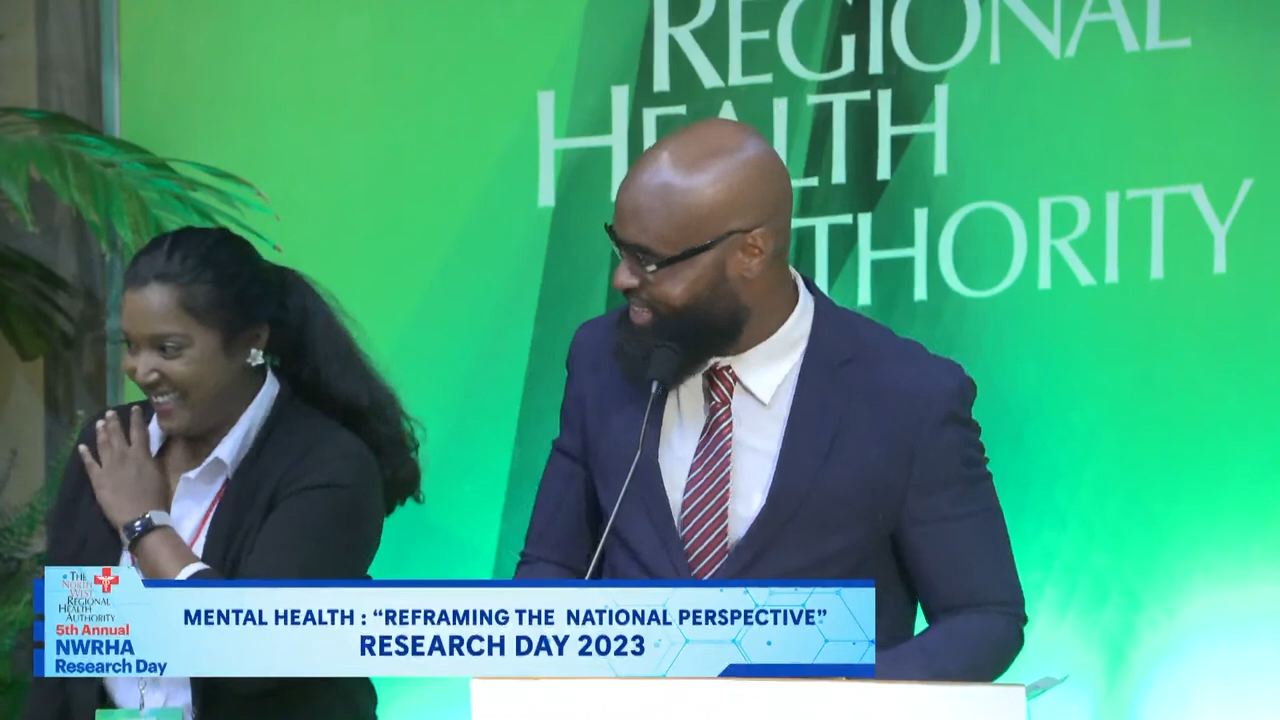 REGIONAL
HEALTH
THORITY
THE
NORTH
WEST
REGIONAL
HEALTH
AUTHORITY
5th Annual
NWRHA
Research Day
MENTAL HEALTH : “REFRAMING THE NATIONAL PERSPECTIVE”
RESEARCH DAY 2023